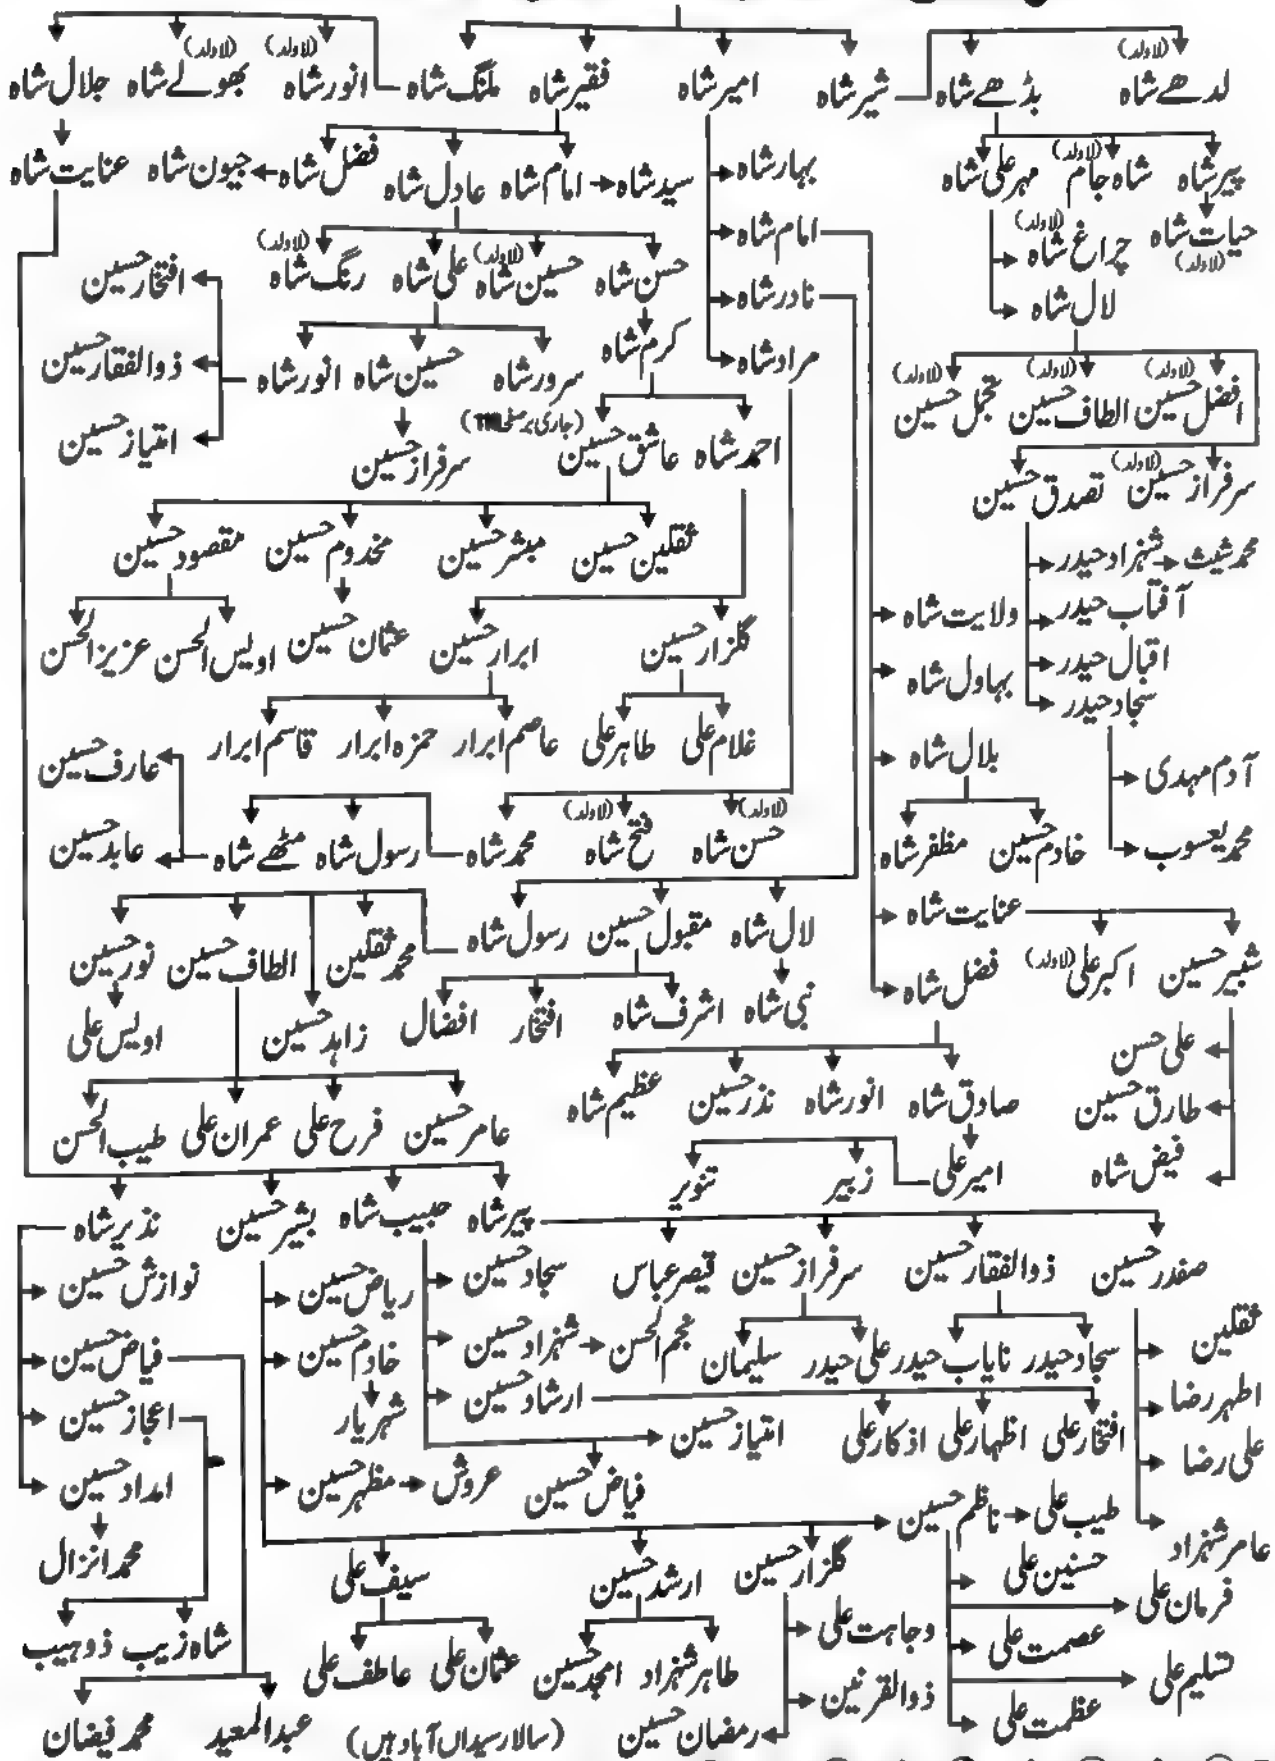 لدھے شاہ (لاولد) بڈھے شاہ شیر شاہ امیر شاہ فقیر شاہ ملنگ شاہ انور شاہ (لاولد) بھولے شاہ (لاولد) جلال شاہ
پیر شاہ شاہ جام (لاولد) مہر علی شاہ بہار شاہ سید شاہ امام شاہ عادل شاہ فضل شاہ جیون شاہ عنایت شاہ
حیات شاہ (لاولد) چراغ شاہ (لاولد) امام شاہ حسن شاہ حسین شاہ (لاولد) علی شاہ رنگ شاہ (لاولد) افتخار حسین
لال شاہ نادر شاہ
مراد شاہ کرم شاہ سرور شاہ حسین شاہ انور شاہ ذوالفقار حسین
افضل حسین (لاولد) الطاف حسین (لاولد) تجمل حسین (لاولد)
احمد شاہ عاشق حسین (جاری بر صفحہ سرفراز حسین امتیاز حسین
سرفراز حسین (لاولد) تصدق حسین
محمد شیث شہزاد حیدر ثقلین حسین مبشر حسین مخدوم حسین مقصود حسین
آفتاب حیدر ولایت شاہ
اقبال حیدر گلزار حسین ابرار حسین عثمان حسین اویس الحسن عزیز الحسن
سجاد حیدر بہاول شاہ
بلال شاہ غلام علی طاہر علی عاصم ابرار حمزہ ابرار قاسم ابرار عارف حسین
آدم مہدی
محمد یعسوب خادم حسین مظفر شاہ حسن شاہ (لاولد) فتح شاہ (لاولد) محمد شاہ رسول شاہ مٹھے شاہ عابد حسین
عنایت شاہ لال شاہ مقبول حسین رسول شاہ محمد ثقلین الطاف حسین نور حسین
شبیر حسین اکبر علی (لاولد) فضل شاہ
نبی شاہ اشرف شاہ افتخار افضال زاہد حسین اویس علی
علی حسن
طارق حسین صادق شاہ انور شاہ نذر حسین عظیم شاہ عامر حسین فرح علی عمران علی طیب الحسن
فیض شاہ امیر علی زبیر تنویر
پیر شاہ حبیب شاہ بشیر حسین نذیر شاہ
صفدر حسین ذوالفقار حسین سرفراز حسین قیصر عباس سجاد حسین ریاض حسین نوازش حسین
ثقلین سجاد حیدر نایاب حیدر علی حیدر سلیمان نجم الحسن شہزاد حسین خادم حسین فیاض حسین
اطہر رضا ارشاد حسین شہریار اعجاز حسین
علی رضا افتخار علی اظہار علی اذکار علی امتیاز حسین
فیاض حسین عروش مظہر حسین امداد حسین
عامر شہزاد طیب علی ناظم حسین
حسنین علی گلزار حسین ارشد حسین سیف علی محمد انزال
فرمان علی
عصمت علی وجاہت علی طاہر شہزاد امجد حسین عثمان علی عاطف علی شاہ زیب ذوہیب
تسلیم علی
عظمت علی ذوالقرنین رمضان حسین (سالار سیداں آباد ہیں) عبدالمعید محمد فیضان